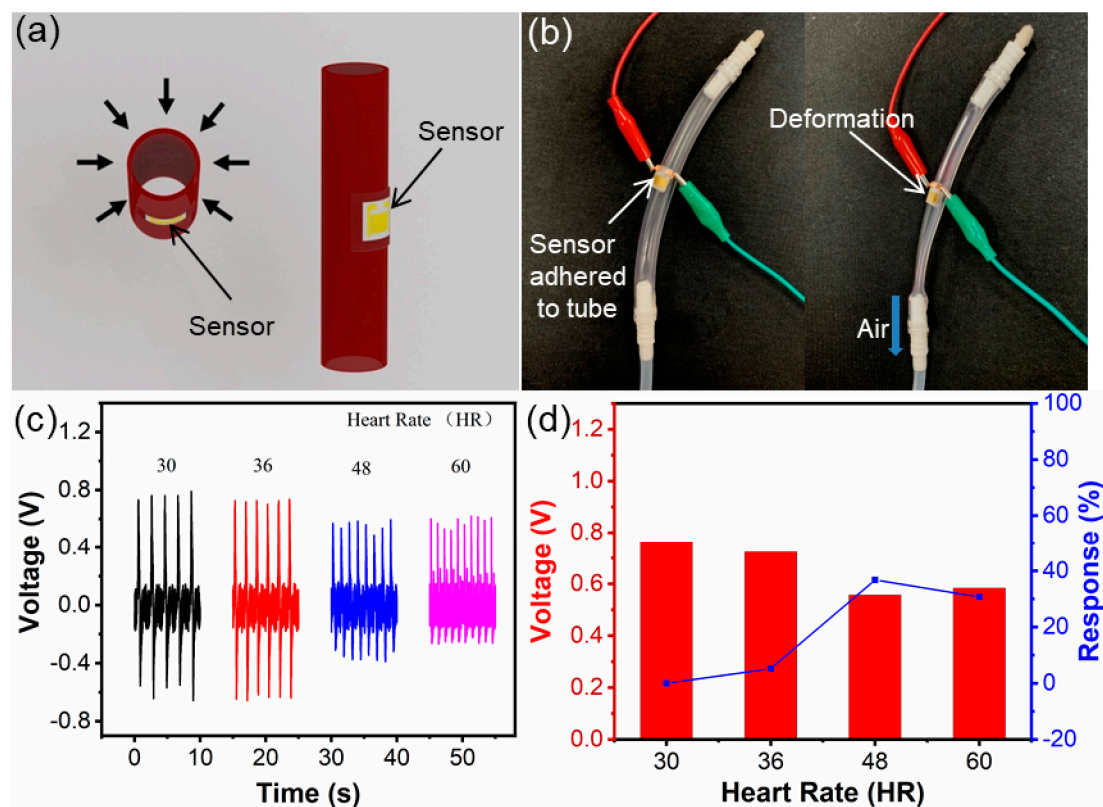 (a)
Sensor
Sensor
(b)
Deformation
Sensor
adhered
to tube
Air
(c)
Heart Rate （HR）
30
36
48
60
1.2
0.8
0.4
0.0
-0.4
-0.8
Voltage (V)
0
10
20
30
40
50
Time (s)
(d)
1.2
1.0
0.8
0.6
0.4
0.2
0.0
Voltage (V)
100
80
60
40
20
0
-20
Response (%)
30
36
48
60
Heart Rate (HR)